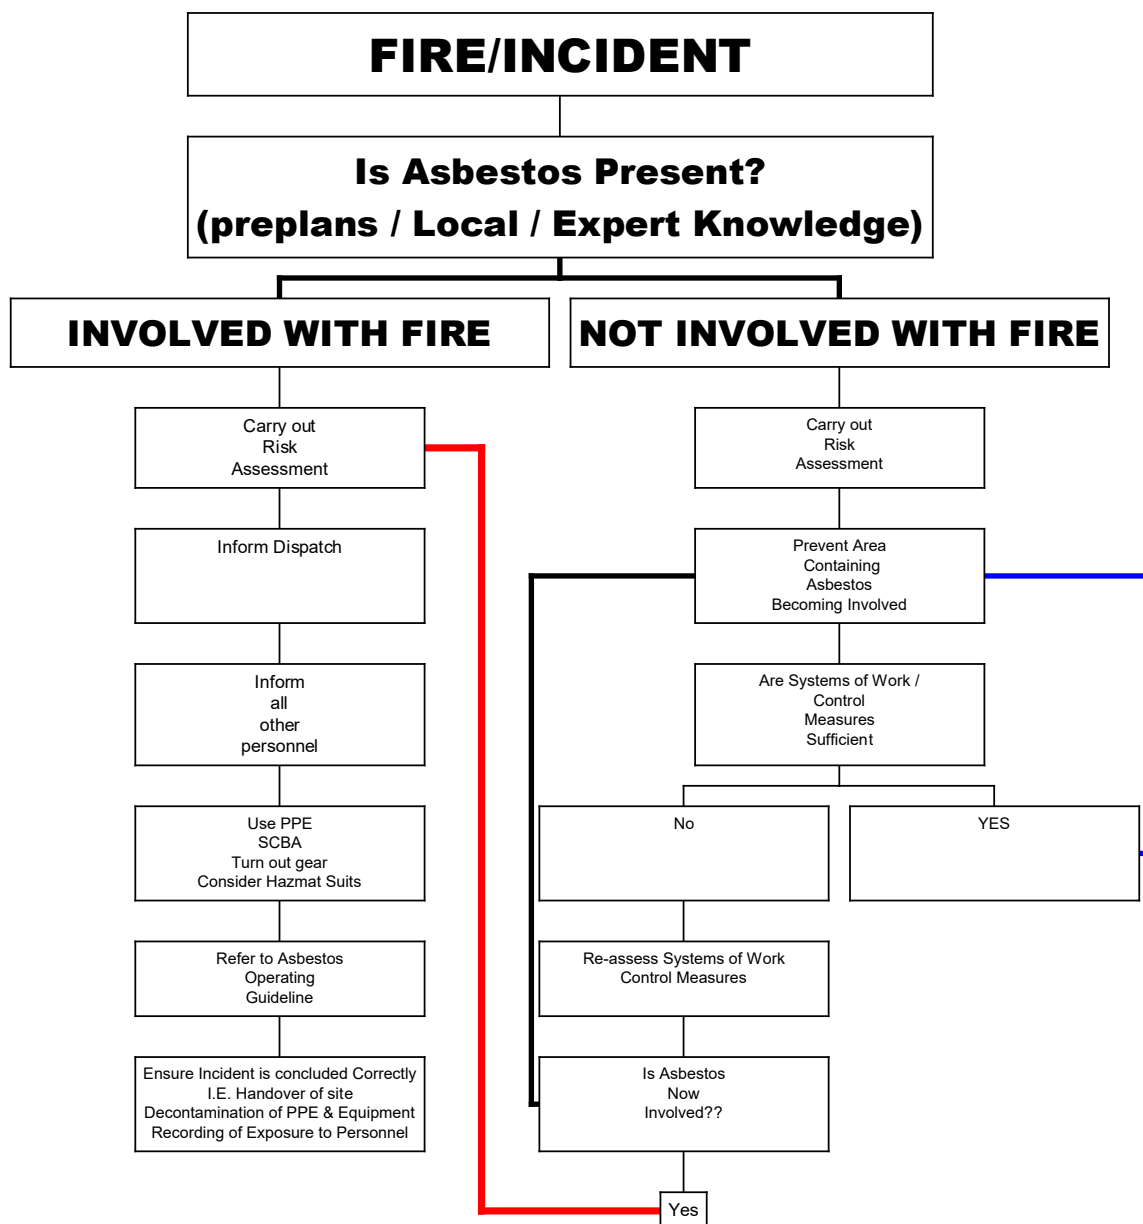 FIRE/INCIDENT
Is Asbestos Present?
(preplans / Local / Expert Knowledge)
INVOLVED WITH FIRE
NOT INVOLVED WITH FIRE
Carry out
Risk
Assessment
Inform Dispatch
Inform
all
other
personnel
Use PPE
SCBA
Turn out gear
Consider Hazmat Suits
Refer to Asbestos
Operating
Guideline
Ensure Incident is concluded Correctly
I.E. Handover of site
Decontamination of PPE & Equipment
Recording of Exposure to Personnel
Carry out
Risk
Assessment
Prevent Area
Containing
Asbestos
Becoming Involved
Are Systems of Work /
Control
Measures
Sufficient
No
YES
Re-assess Systems of Work
Control Measures
Is Asbestos
Now
Involved??
Yes